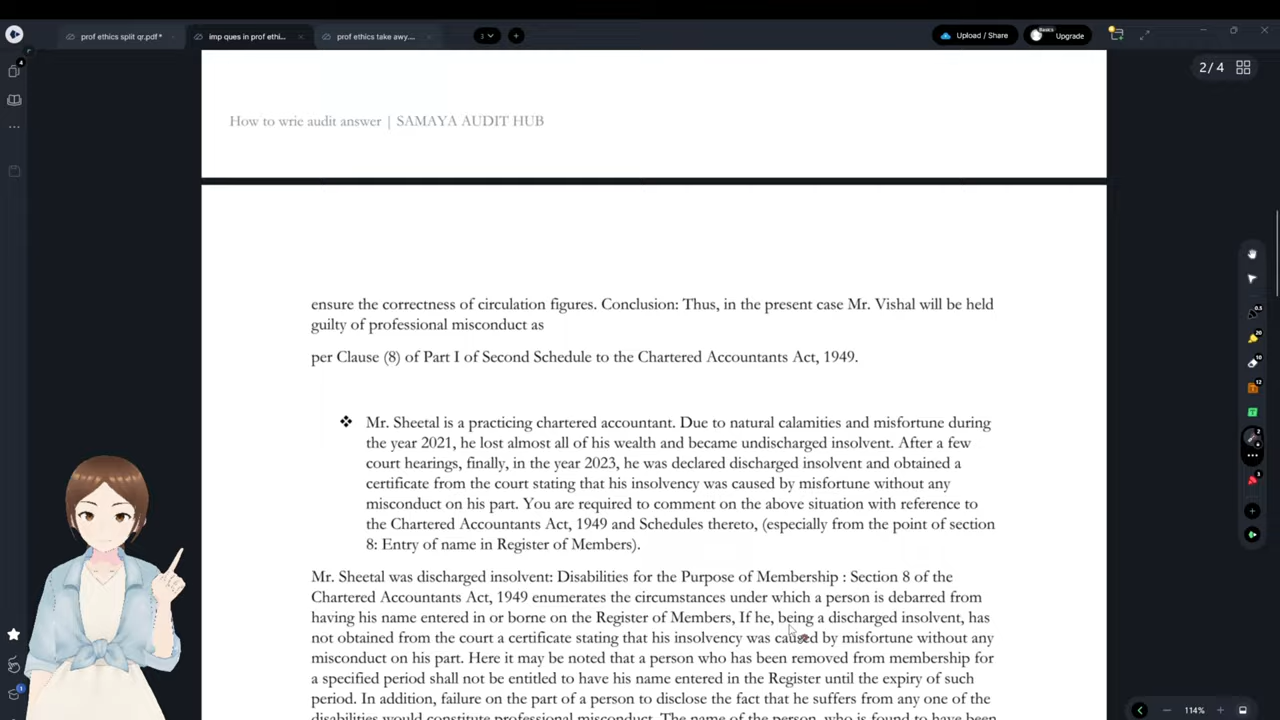 prof ethics split qr.pdf*
imp ques in prof ethi...
prof ethics take awy....
3
Upload / Share
Basics
Upgrade
2/4
4
How to wrie audit answer | SAMAYA AUDIT HUB
ensure the correctness of circulation figures. Conclusion: Thus, in the present case Mr. Vishal will be held
guilty of professional misconduct as
per Clause (8) of Part I of Second Schedule to the Chartered Accountants Act, 1949.
❖ Mr. Sheetal is a practicing chartered accountant. Due to natural calamities and misfortune during
the year 2021, he lost almost all of his wealth and became undischarged insolvent. After a few
court hearings, finally, in the year 2023, he was declared discharged insolvent and obtained a
certificate from the court stating that his insolvency was caused by misfortune without any
misconduct on his part. You are required to comment on the above situation with reference to
the Chartered Accountants Act, 1949 and Schedules thereto, (especially from the point of section
8: Entry of name in Register of Members).
Mr. Sheetal was discharged insolvent: Disabilities for the Purpose of Membership : Section 8 of the
Chartered Accountants Act, 1949 enumerates the circumstances under which a person is debarred from
having his name entered in or borne on the Register of Members, If he, being a discharged insolvent, has
not obtained from the court a certificate stating that his insolvency was caused by misfortune without any
misconduct on his part. Here it may be noted that a person who has been removed from membership for
a specified period shall not be entitled to have his name entered in the Register until the expiry of such
period. In addition, failure on the part of a person to disclose the fact that he suffers from any one of the
disabilities would constitute professional misconduct. The name of the person, who is found to have been
0.5
20
10
12
2
3
1
114%